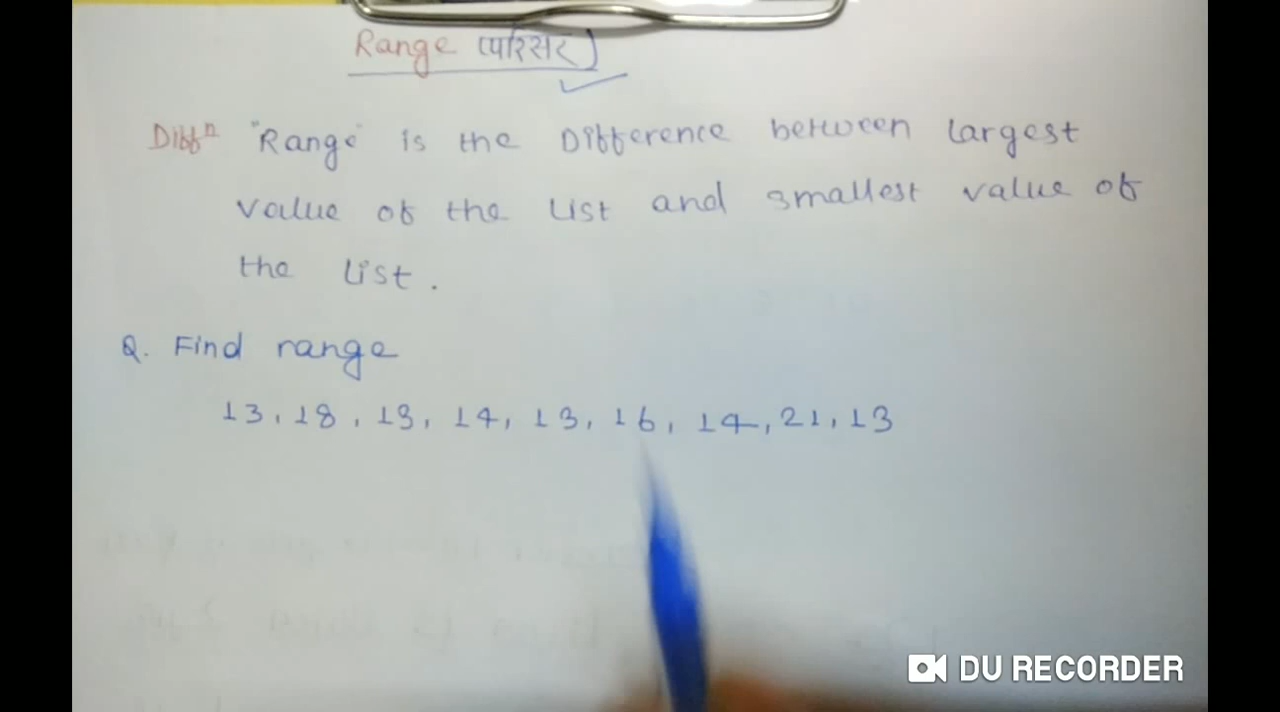 Range (परिसर)
Diffⁿ "Range" is the Difference between largest
value of the list and smallest value of
the list.
Q. Find range
13, 18, 13, 14, 13, 16, 14, 21, 13
DU RECORDER